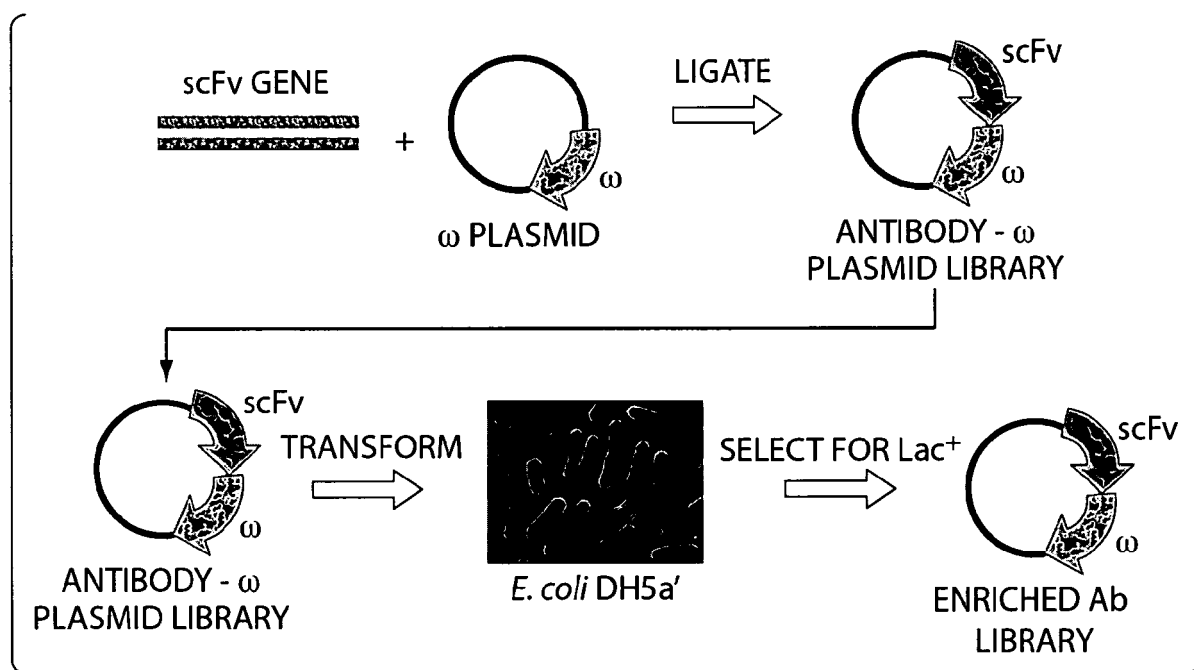 scFv GENE
+
ω
ω PLASMID
LIGATE
scFv
ω
ANTIBODY - ω
PLASMID LIBRARY
scFv
ω
ANTIBODY - ω
PLASMID LIBRARY
TRANSFORM
E. coli DH5a'
SELECT FOR Lac⁺
scFv
ω
ENRICHED Ab
LIBRARY